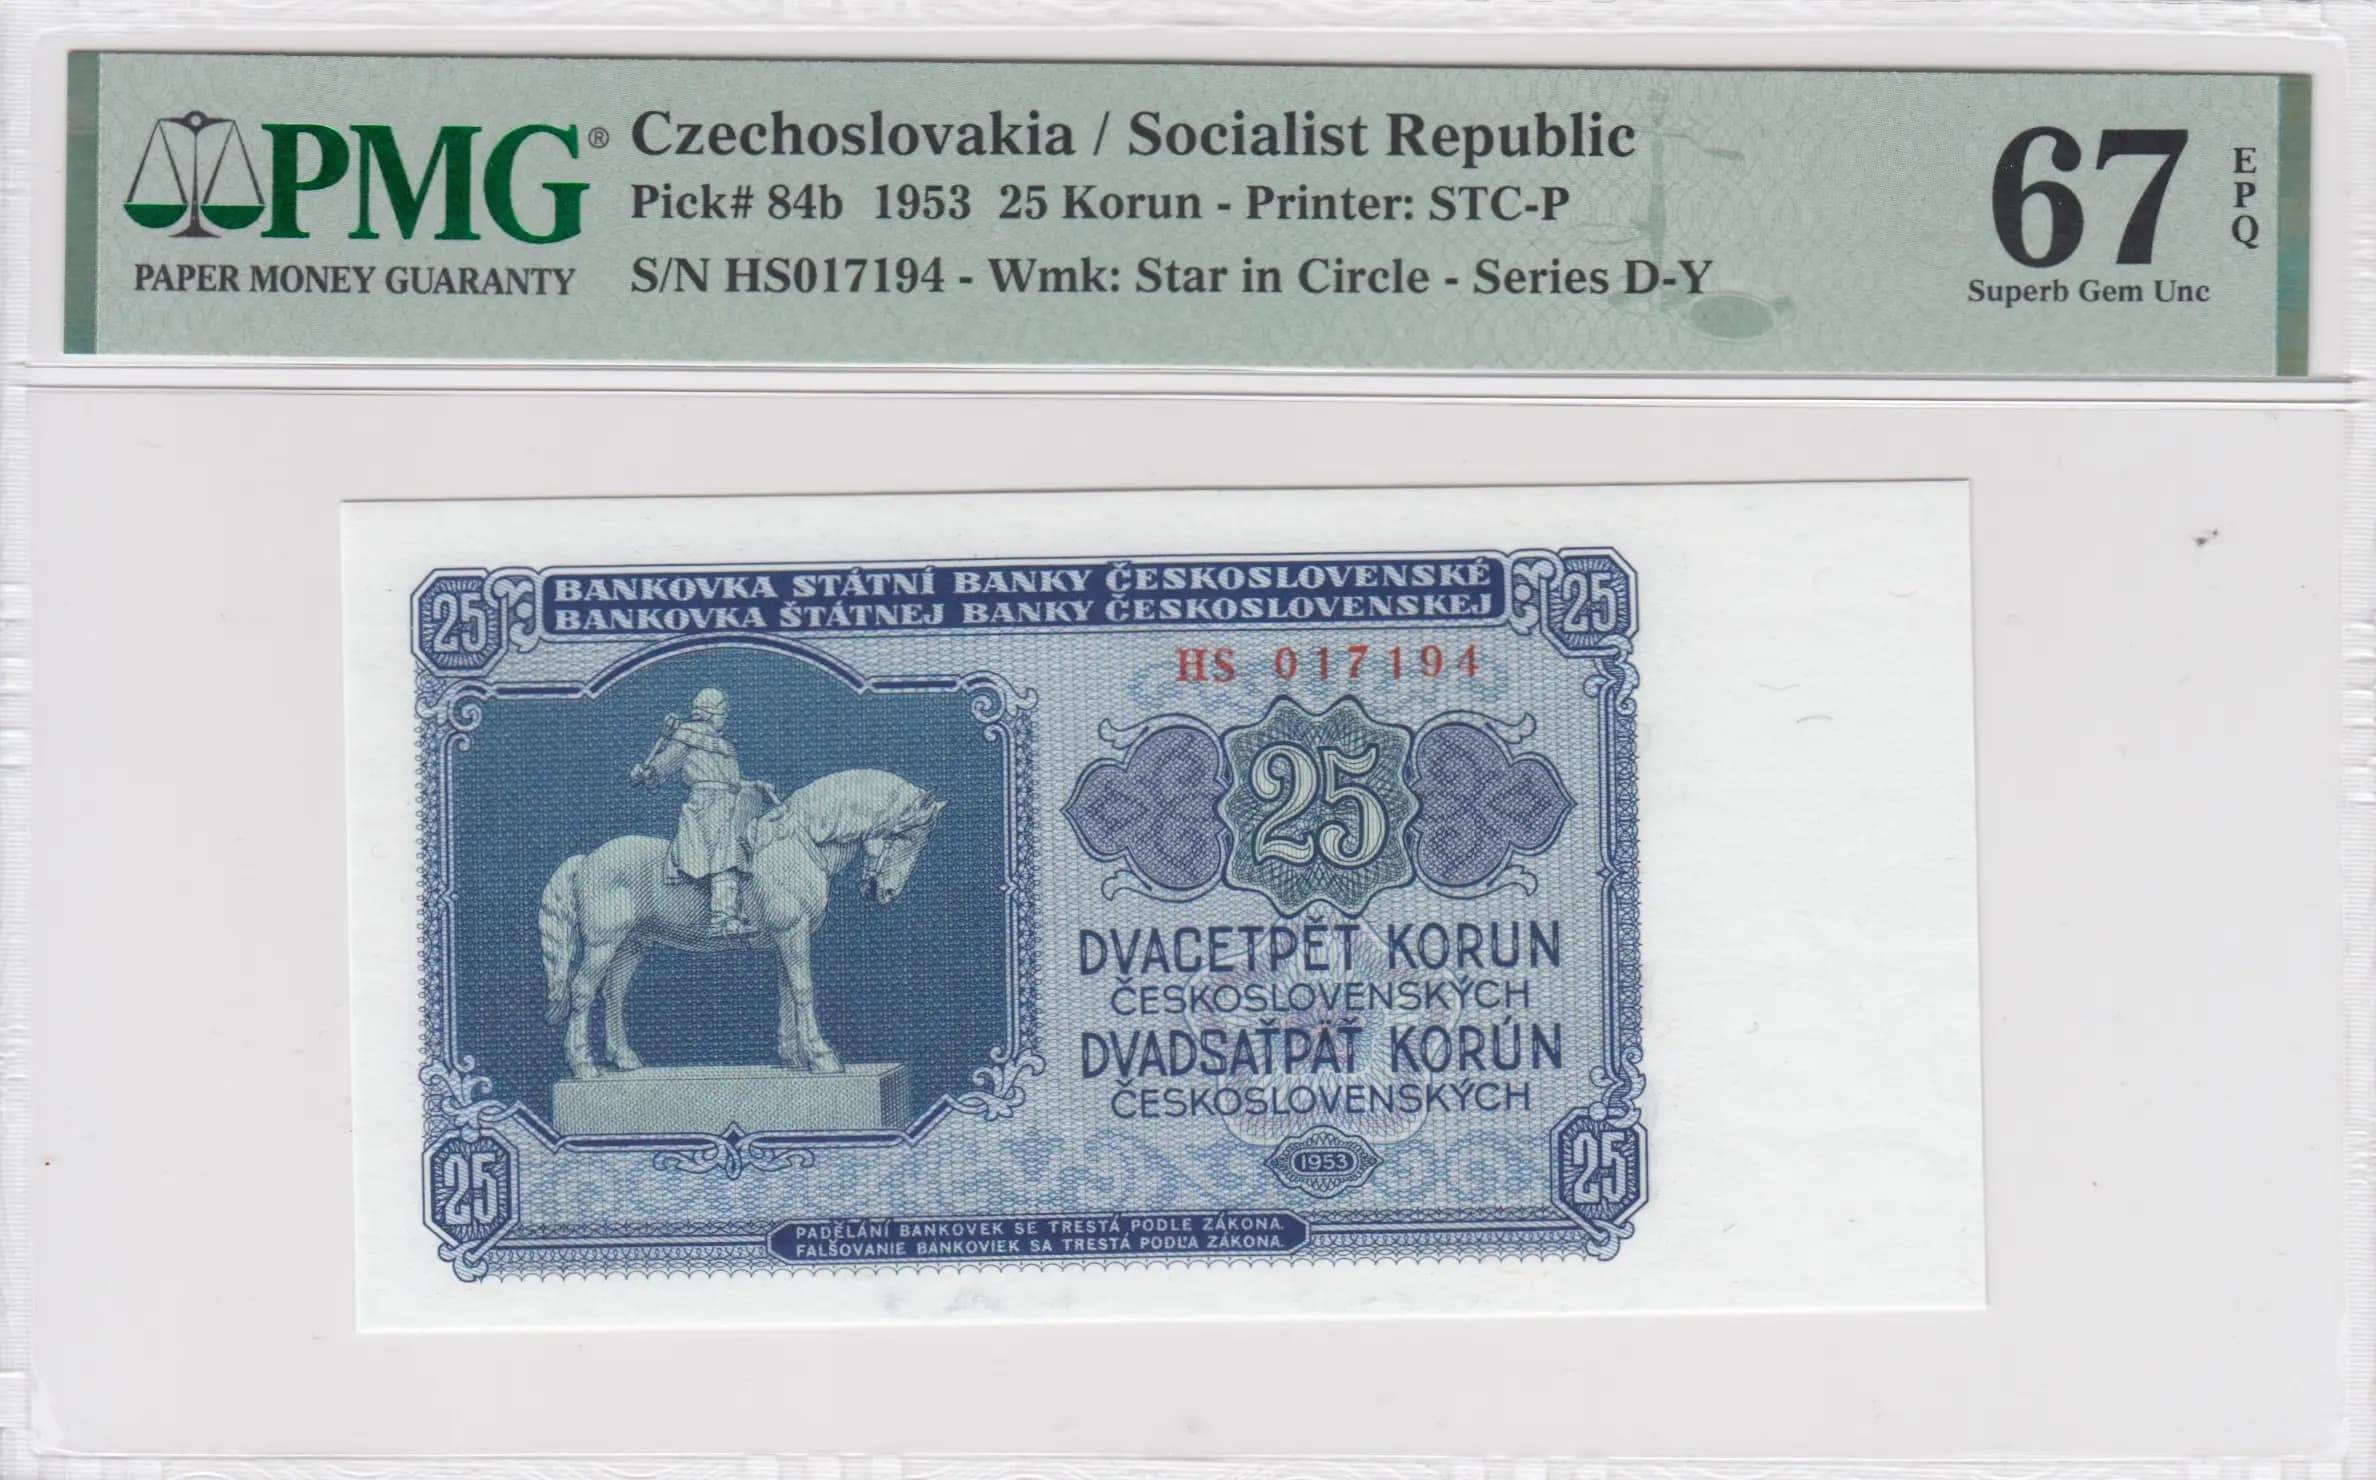 PMG®
PAPER MONEY GUARANTY
Czechoslovakia / Socialist Republic
Pick# 84b 1953 25 Korun - Printer: STC-P
S/N HS017194 - Wmk: Star in Circle - Series D-Y
67
EPQ
Superb Gem Unc
25
BANKOVKA STÁTNÍ BANKY ČESKOSLOVENSKÉ
BANKOVKA ŠTÁTNEJ BANKY ČESKOSLOVENSKEJ
25
HS 017194
25
DVACETPĚT KORUN
ČESKOSLOVENSKÝCH
DVADSAŤPÄŤ KORÚN
ČESKOSLOVENSKÝCH
1953
25
25
PADĚLÁNÍ BANKOVEK SE TRESTÁ PODLE ZÁKONA.
FALŠOVANIE BANKOVIEK SA TRESTÁ PODĽA ZÁKONA.